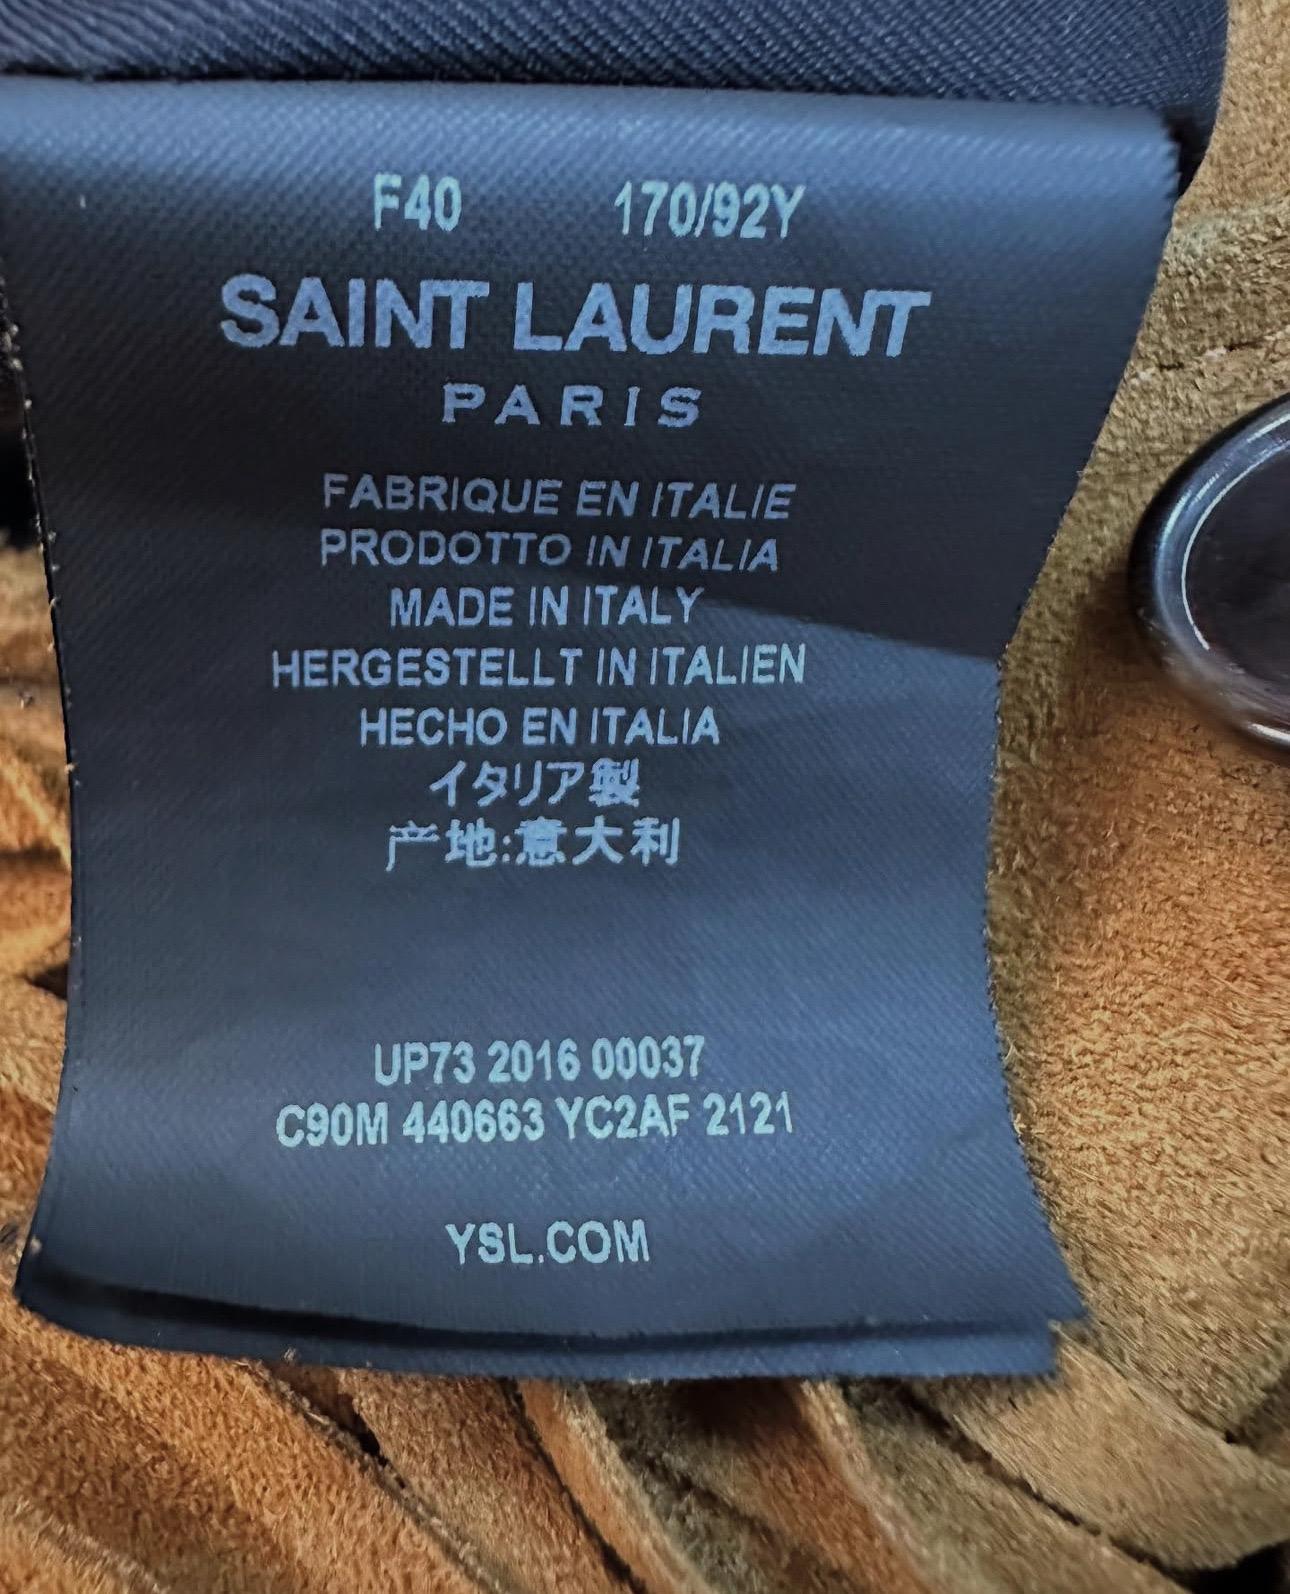 F40 170/92Y
SAINT LAURENT
PARIS
FABRIQUE EN ITALIE
PRODOTTO IN ITALIA
MADE IN ITALY
HERGESTELLT IN ITALIEN
HECHO EN ITALIA
イタリア製
产地:意大利
UP73 2016 00037
C90M 440663 YC2AF 2121
YSL.COM